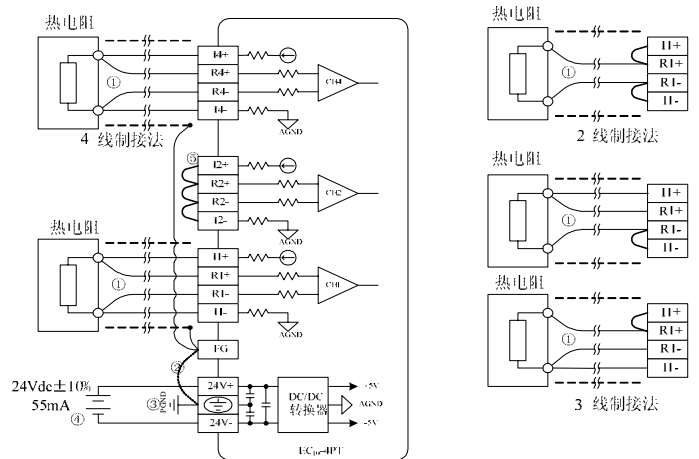 热电阻
I4+
R4+
R4-
I4-
①
CH4
AGND
4 线制接法
⑤
I2+
R2+
R2-
I2-
CH2
AGND
热电阻
I1+
R1+
R1-
I1-
①
CH1
AGND
FG
②
24Vdc±10%
55mA
④
③
PGND
24V+
24V-
DC/DC
转换器
+5V
AGND
-5V
热电阻
①
I1+
R1+
R1-
I1-
2 线制接法
热电阻
①
I1+
R1+
R1-
I1-
热电阻
①
I1+
R1+
R1-
I1-
3 线制接法